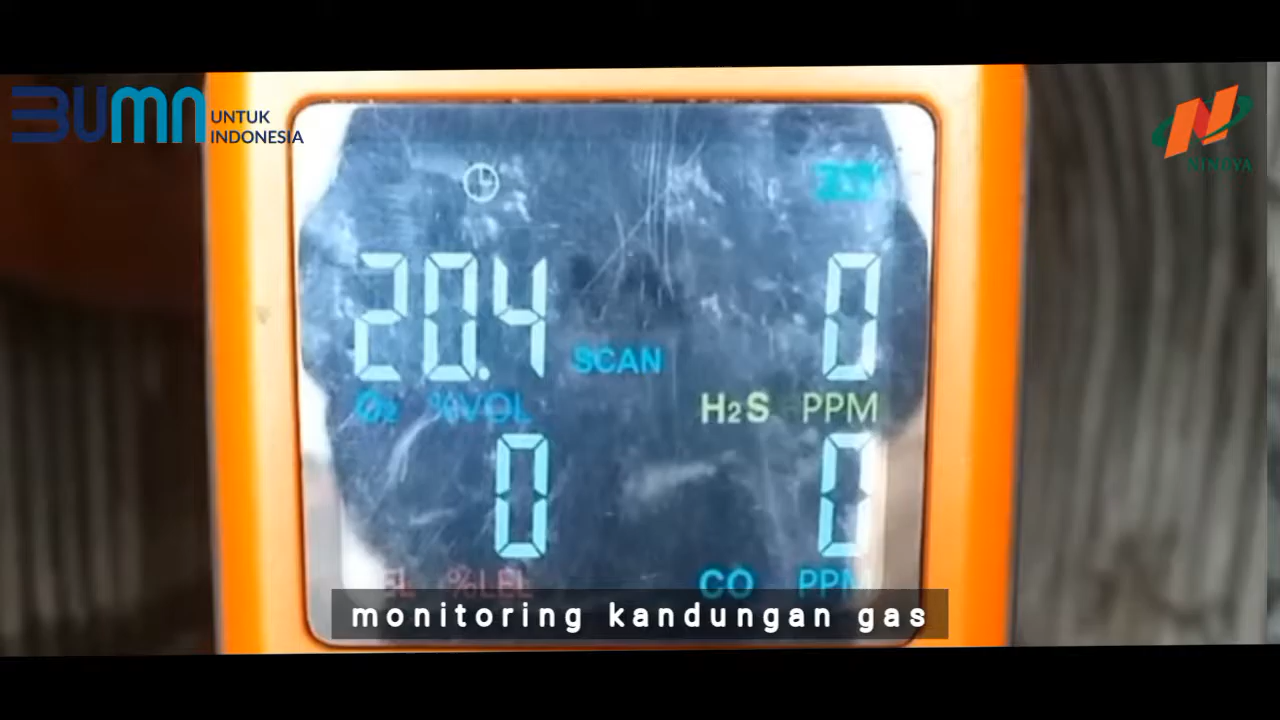 BUMN UNTUK INDONESIA
NINDYA
20.4 SCAN 0
O2 %VOL H2S PPM
0 0
%LEL CO PPM
monitoring kandungan gas